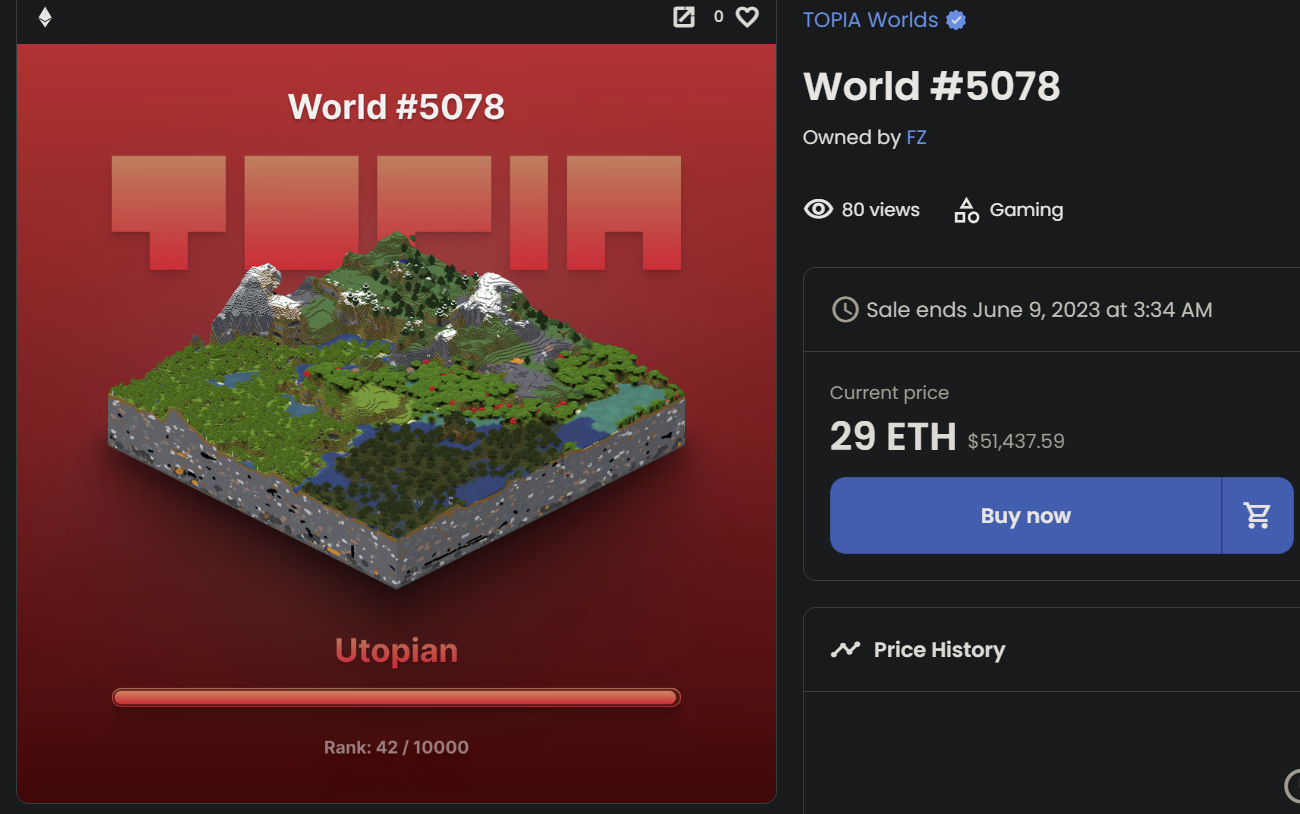 0
World #5078
TOPIA
Utopian
Rank: 42 / 10000
TOPIA Worlds
World #5078
Owned by FZ
80 views
Gaming
Sale ends June 9, 2023 at 3:34 AM
Current price
29 ETH $51,437.59
Buy now
Price History